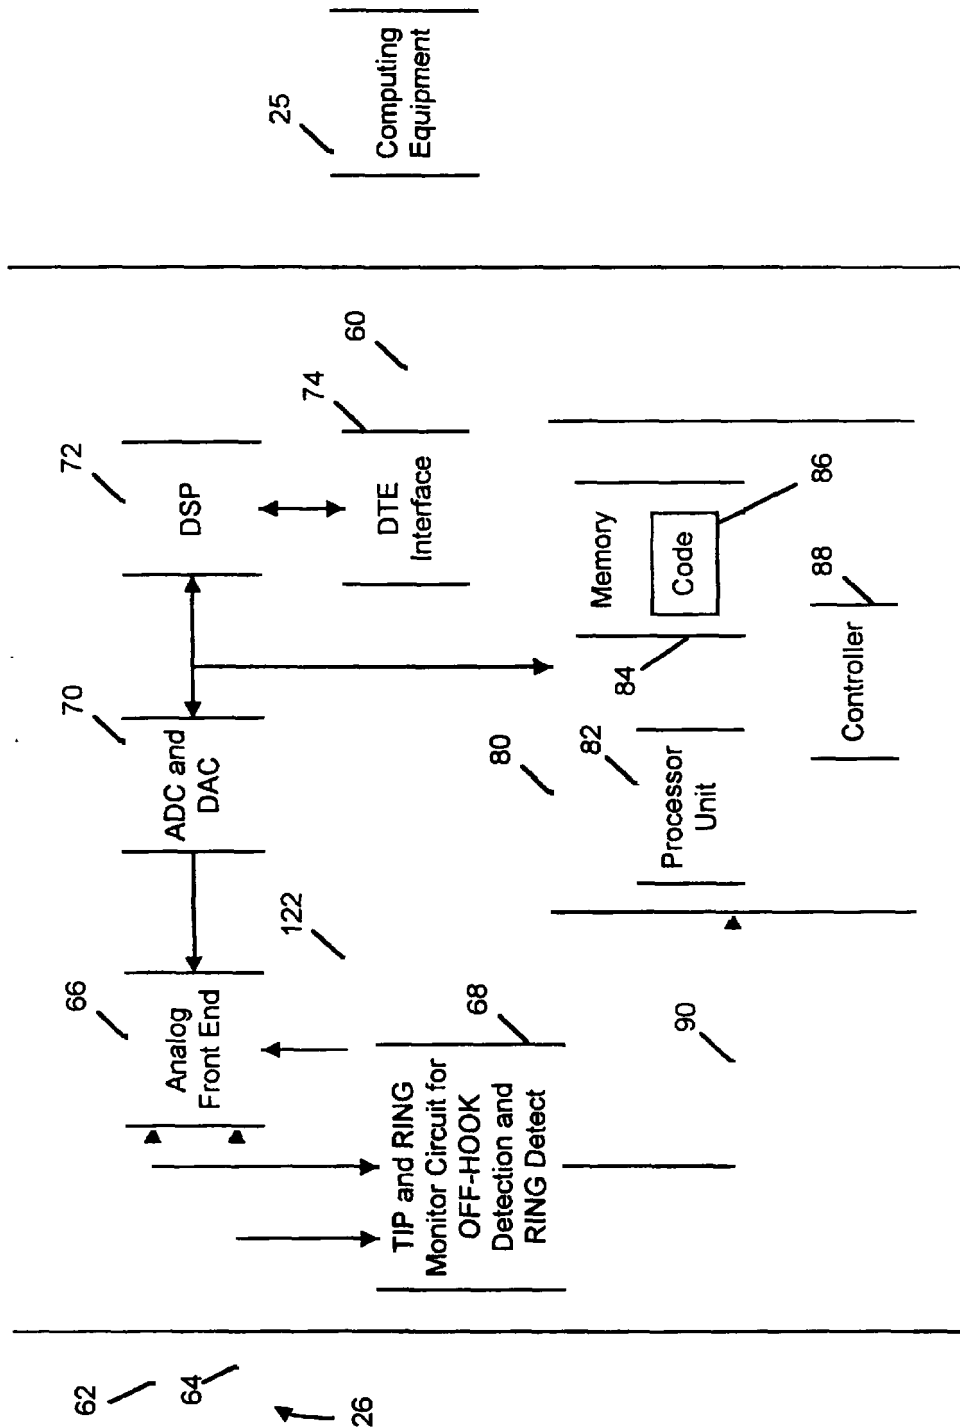 62
66
70
72
64
Analog
Front End
ADC and
DAC
DSP
122
25
74
60
26
Computing
Equipment
DTE
Interface
TIP and RING
Monitor Circuit for
OFF-HOOK
Detection and
RING Detect
68
80
82
84
Memory
Code
90
Processor
Unit
86
88
Controller